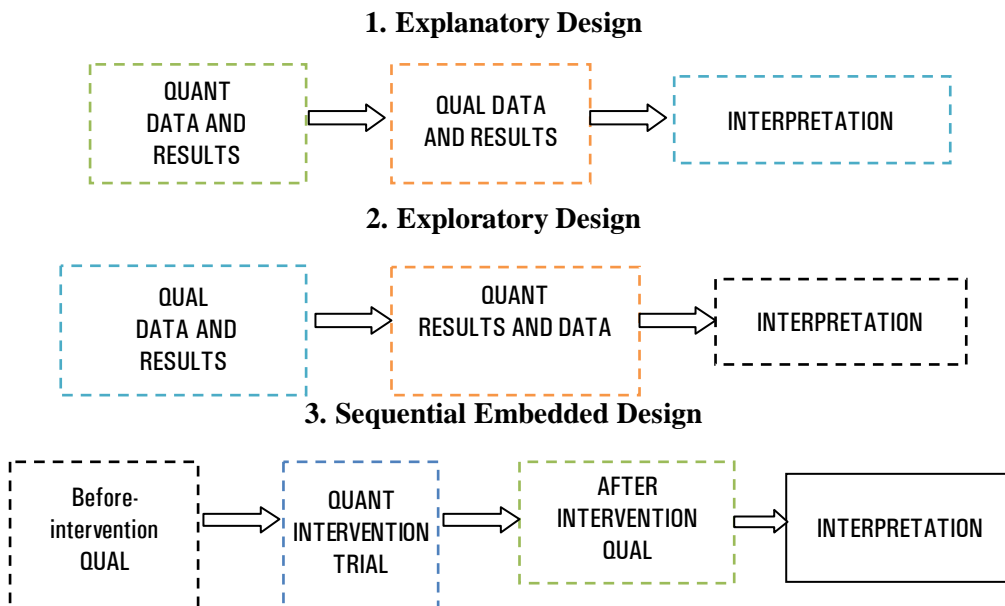 1. Explanatory Design
QUANT
DATA AND
RESULTS
QUAL DATA
AND RESULTS
INTERPRETATION
2. Exploratory Design
QUAL
DATA AND
RESULTS
QUANT
RESULTS AND DATA
INTERPRETATION
3. Sequential Embedded Design
Before-
intervention
QUAL
QUANT
INTERVENTION
TRIAL
AFTER
INTERVENTION
QUAL
INTERPRETATION